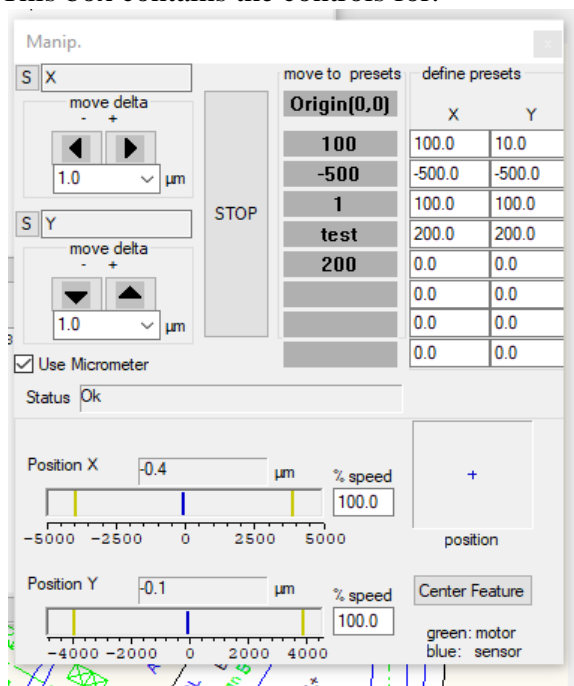 This box contains the controls for:
Manip.
S X
move delta
- +
1.0 µm
S Y
move delta
- +
1.0 µm
STOP
move to presets
Origin(0,0)
100
-500
1
test
200
define presets
X Y
100.0 10.0
-500.0 -500.0
100.0 100.0
200.0 200.0
0.0 0.0
0.0 0.0
0.0 0.0
0.0 0.0
Use Micrometer
Status Ok
Position X -0.4 µm % speed
100.0
-5000 -2500 0 2500 5000
position
Position Y -0.1 µm % speed
100.0
-4000 -2000 0 2000 4000
Center Feature
green: motor
blue: sensor